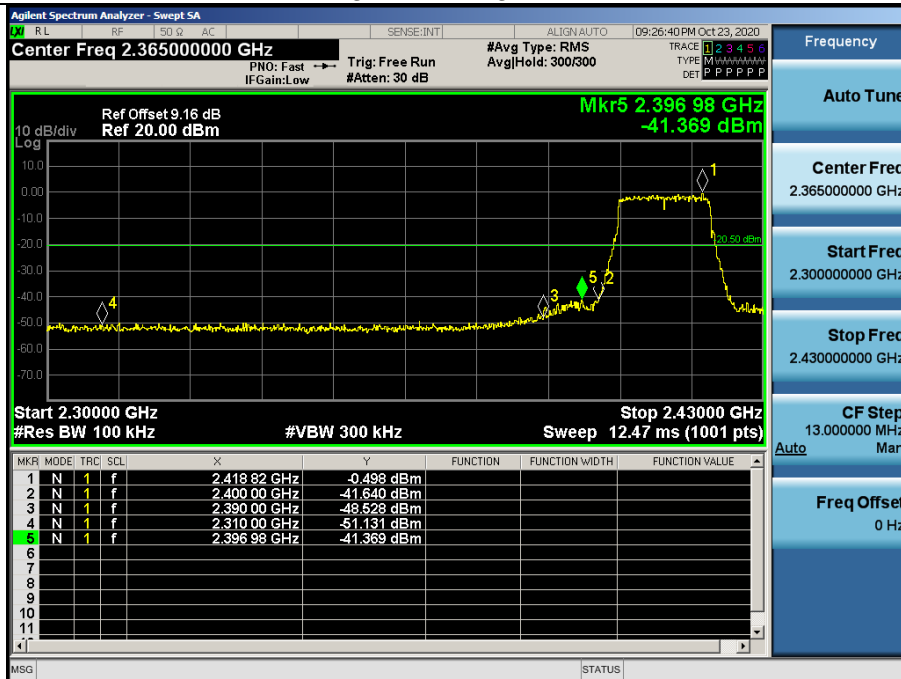 Agilent Spectrum Analyzer - Swept SA
LXI RL RF 50 Ω AC SENSE:INT ALIGN AUTO 09:26:40 PM Oct 23, 2020
Center Freq 2.365000000 GHz #Avg Type: RMS TRACE 1 2 3 4 5 6
PNO: Fast Trig: Free Run Avg|Hold: 300/300 TYPE M WWWWW
IFGain:Low #Atten: 30 dB DET P P P P P P
Frequency
Mkr5 2.396 98 GHz
-41.369 dBm
Ref Offset 9.16 dB
10 dB/div Ref 20.00 dBm
Log
10.0
0.00
-10.0
-20.0
-30.0
-40.0
-50.0
-60.0
-70.0
1
20.50 dBm
5 2
3
4
Start 2.30000 GHz Stop 2.43000 GHz
#Res BW 100 kHz #VBW 300 kHz Sweep 12.47 ms (1001 pts)
MKR MODE TRC SCL X Y FUNCTION FUNCTION WIDTH FUNCTION VALUE
1 N 1 f 2.418 82 GHz -0.498 dBm
2 N 1 f 2.400 00 GHz -41.640 dBm
3 N 1 f 2.390 00 GHz -48.528 dBm
4 N 1 f 2.310 00 GHz -51.131 dBm
5 N 1 f 2.396 98 GHz -41.369 dBm
6
7
8
9
10
11
MSG STATUS
Auto Tune
Center Freq
2.365000000 GHz
Start Freq
2.300000000 GHz
Stop Freq
2.430000000 GHz
CF Step
13.000000 MHz
Auto Man
Freq Offset
0 Hz